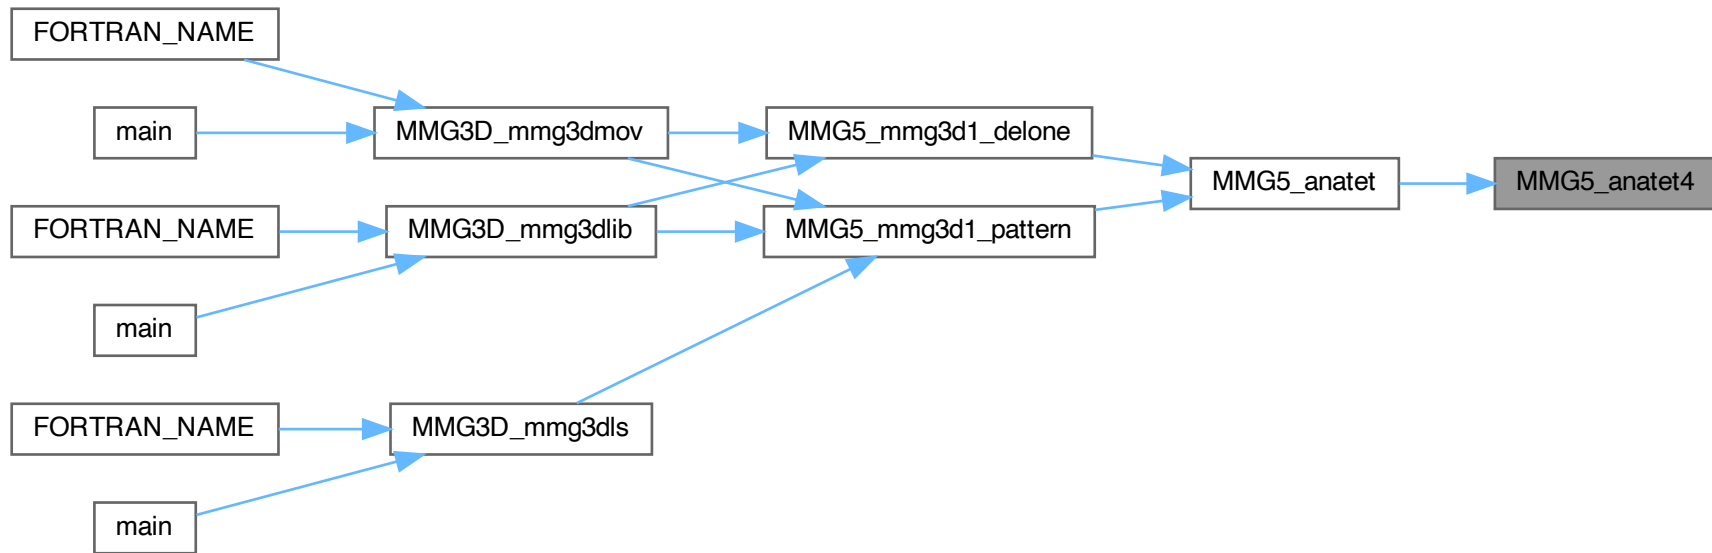 FORTRAN_NAME
main
MMG3D_mmg3dmov
MMG5_mmg3d1_delone
MMG5_anatet
MMG5_anatet4
FORTRAN_NAME
MMG3D_mmg3dlib
MMG5_mmg3d1_pattern
main
FORTRAN_NAME
MMG3D_mmg3dls
main